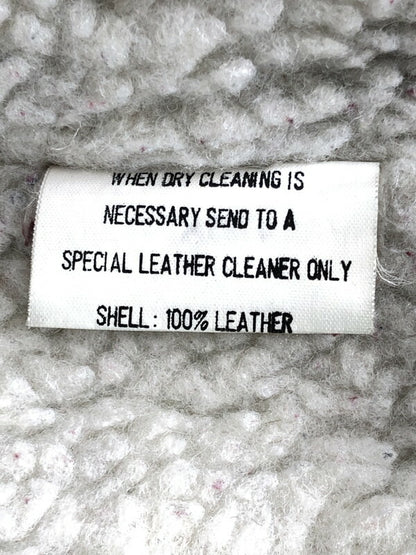 WHEN DRY CLEANING IS
NECESSARY SEND TO A
SPECIAL LEATHER CLEANER ONLY
SHELL: 100% LEATHER